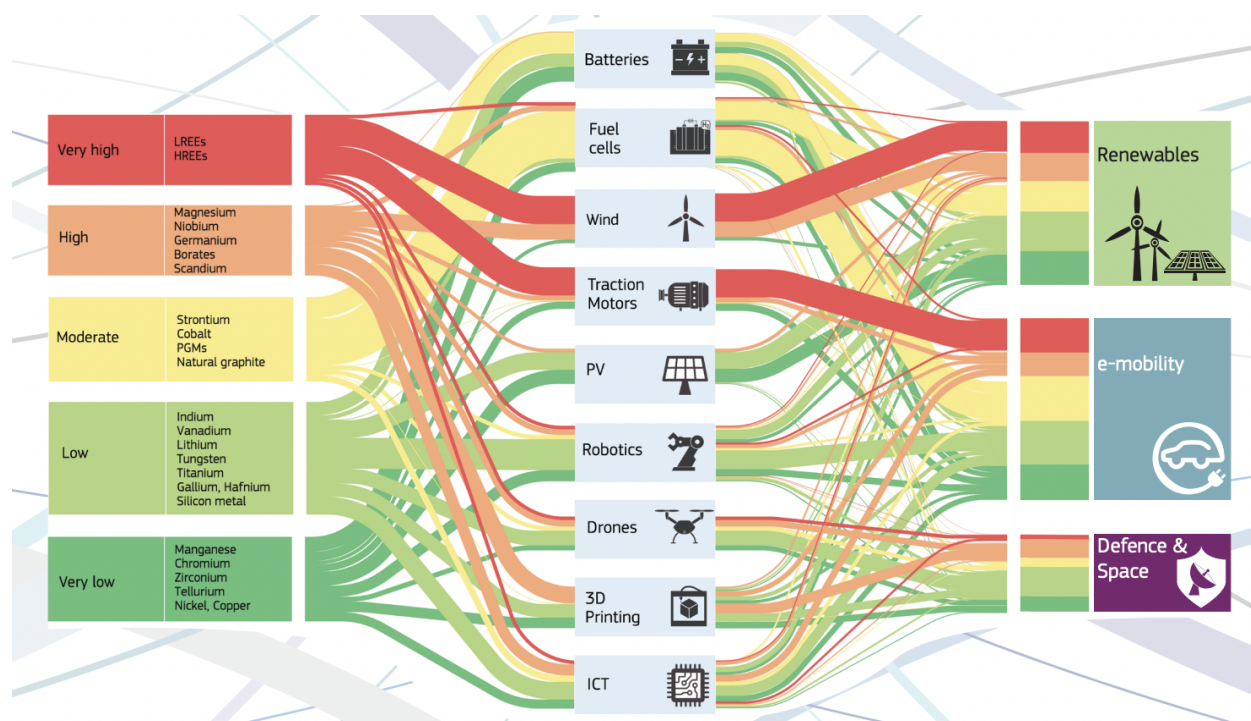 Very high
LREEs
HREEs
High
Magnesium
Niobium
Germanium
Borates
Scandium
Moderate
Strontium
Cobalt
PGMs
Natural graphite
Low
Indium
Vanadium
Lithium
Tungsten
Titanium
Gallium, Hafnium
Silicon metal
Very low
Manganese
Chromium
Zirconium
Tellurium
Nickel, Copper
Batteries
Fuel
cells
H2
Wind
Traction
Motors
PV
Robotics
Drones
3D
Printing
ICT
Renewables
e-mobility
Defence &
Space